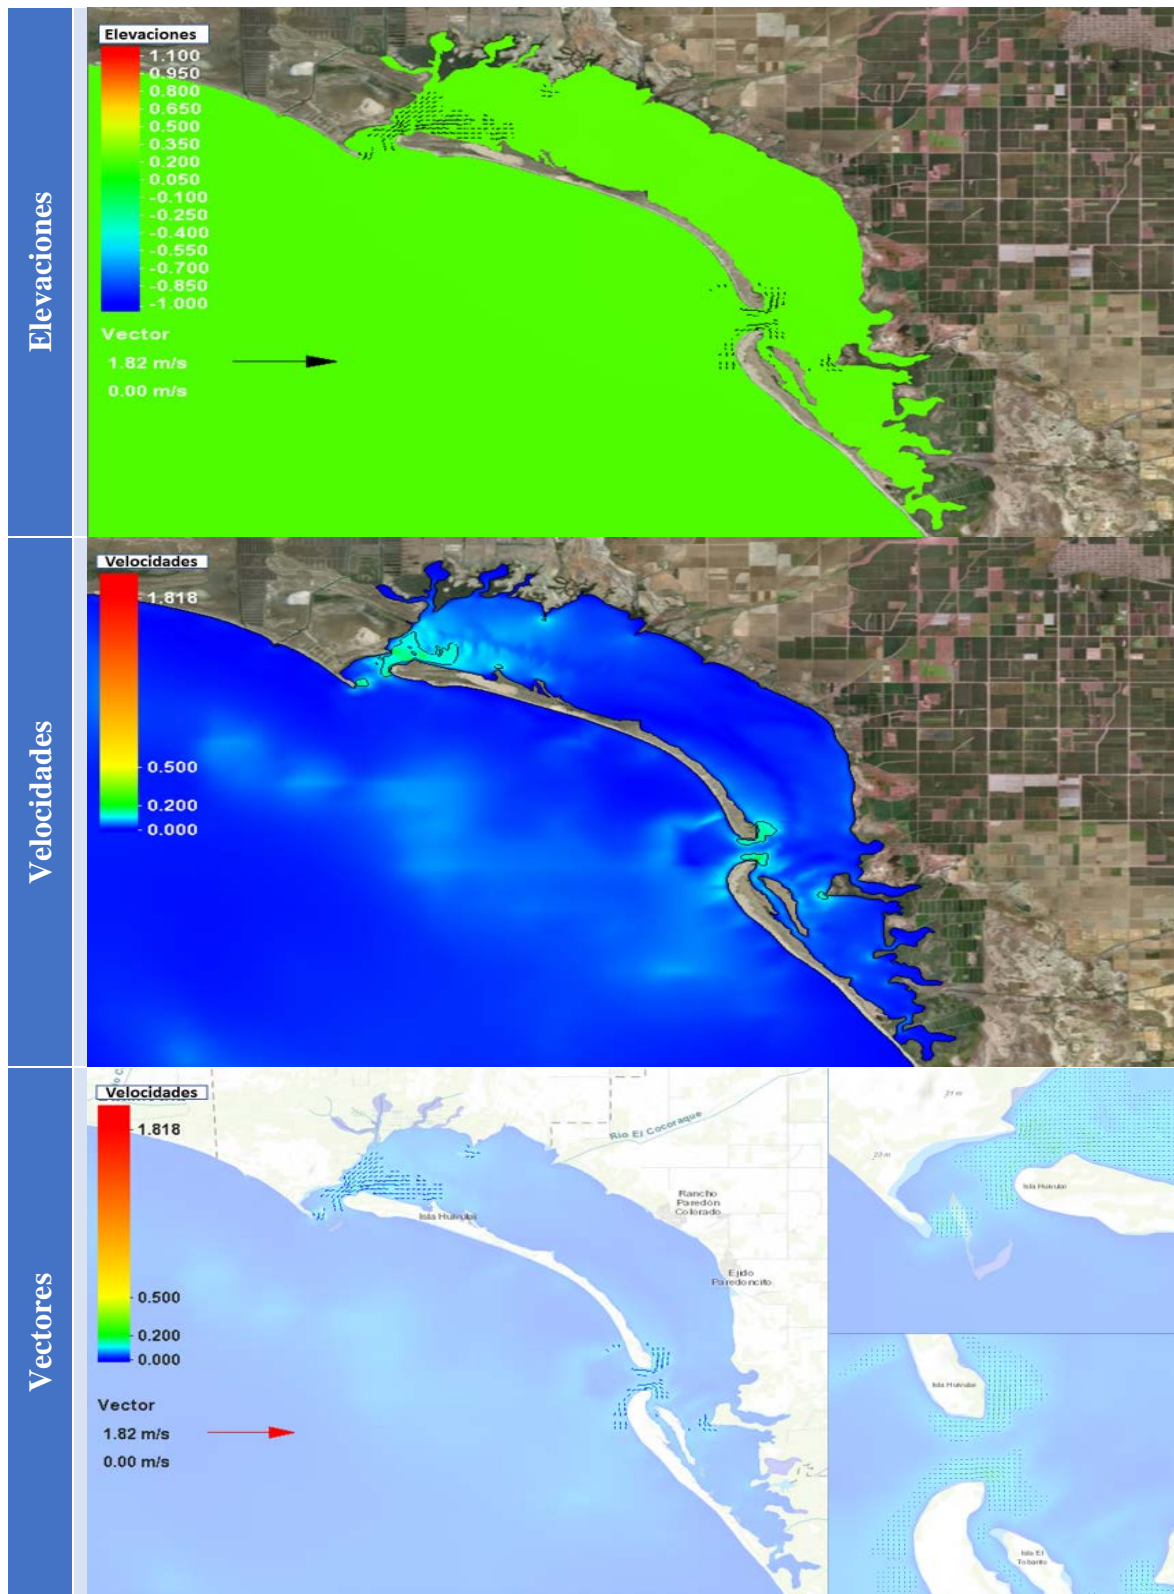 Elevaciones
Elevaciones
1.100
0.950
0.800
0.650
0.500
0.350
0.200
0.050
-0.100
-0.250
-0.400
-0.550
-0.700
-0.850
-1.000
Vector
1.82 m/s
0.00 m/s
Velocidades
Velocidades
1.818
0.500
0.200
0.000
Vectores
Velocidades
1.818
0.500
0.200
0.000
Vector
1.82 m/s
0.00 m/s
Río El Cocoraque
Rancho
Paredón
Colorado
Ejido
Paredoncito
Isla Huivulai
21 m
23 m
Isla Huivulai
Isla Huivulai
Isla El
Tobarito